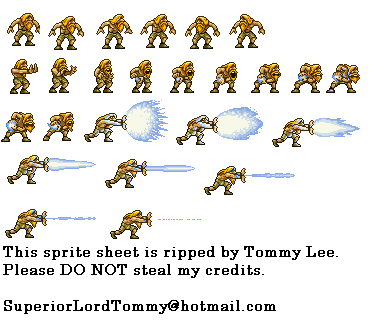 This sprite sheet is ripped by Tommy Lee.
Please DO NOT steal my credits.
SuperiorLordTommy@hotmail.com